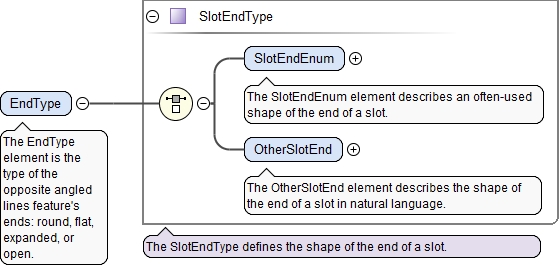 SlotEndType
SlotEndEnum
The SlotEndEnum element describes an often-used
shape of the end of a slot.
EndType
The EndType
element is the
type of the
opposite angled
lines feature's
ends: round, flat,
expanded, or
open.
OtherSlotEnd
The OtherSlotEnd element describes the shape of
the end of a slot in natural language.
The SlotEndType defines the shape of the end of a slot.